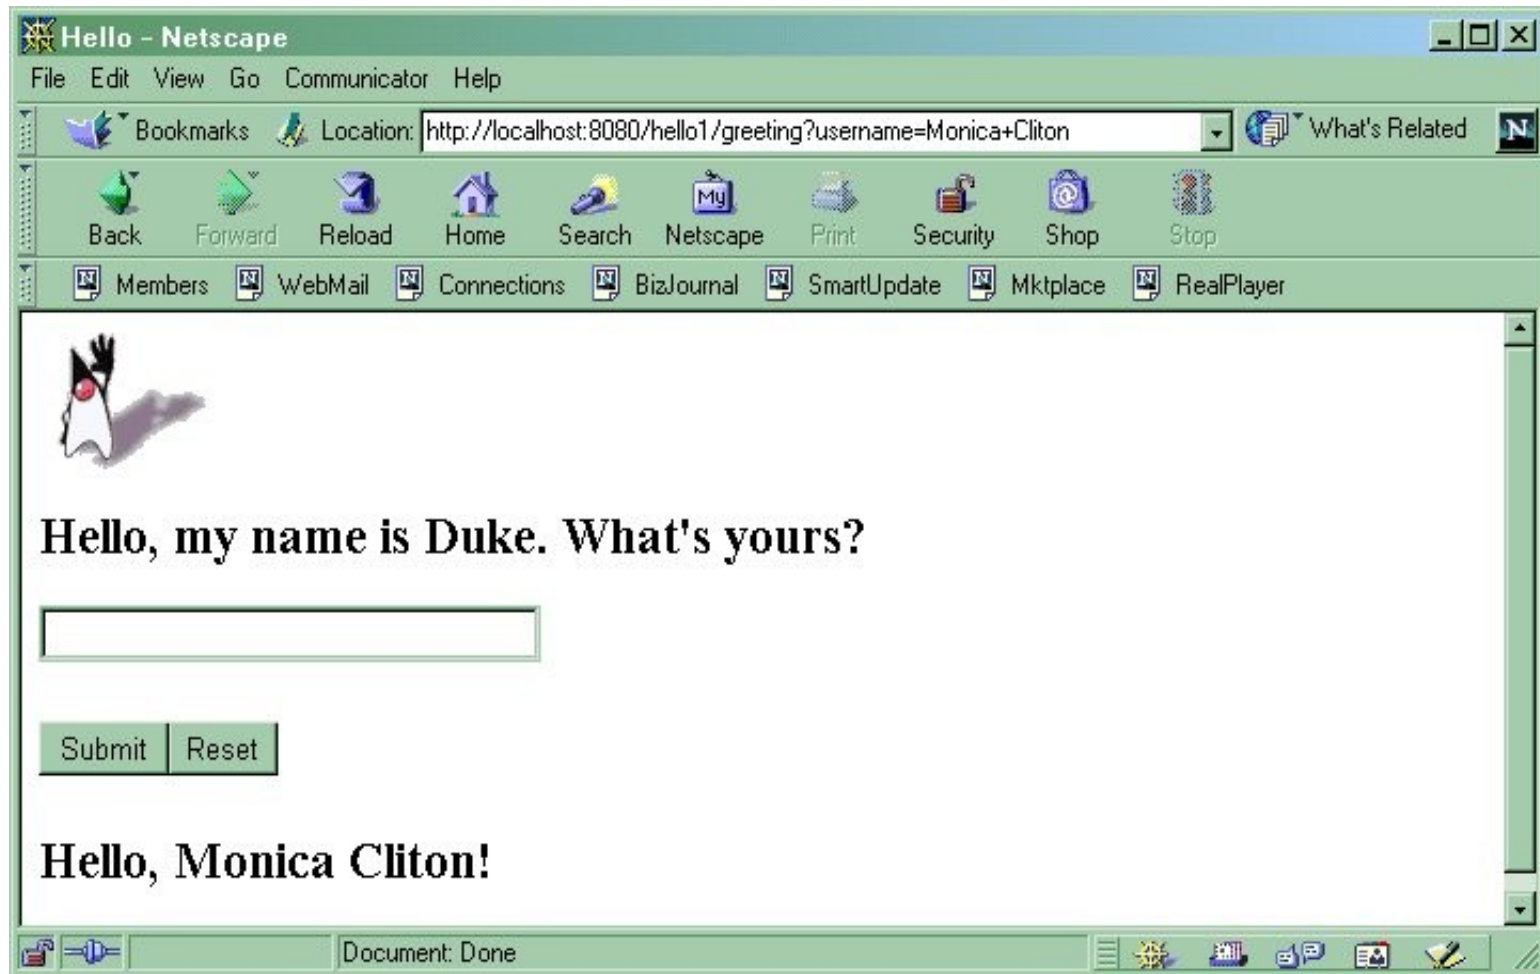 Hello - Netscape
File Edit View Go Communicator Help
Bookmarks Location: http://localhost:8080/hello1/greeting?username=Monica+Cliton What's Related N
Back Forward Reload Home Search My Netscape Print Security Shop Stop
Members WebMail Connections BizJournal SmartUpdate Mktplace RealPlayer
Hello, my name is Duke. What's yours?
Submit Reset
Hello, Monica Cliton!
Document: Done